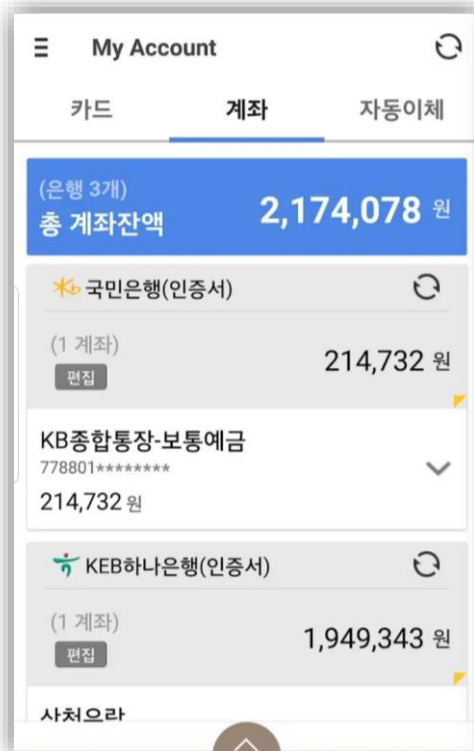 My Account
카드 계좌 자동이체
(은행 3개)
총 계좌잔액 2,174,078 원
국민은행(인증서)
(1 계좌) 214,732 원
편집
KB종합통장-보통예금
778801********
214,732 원
KEB하나은행(인증서)
(1 계좌) 1,949,343 원
편집